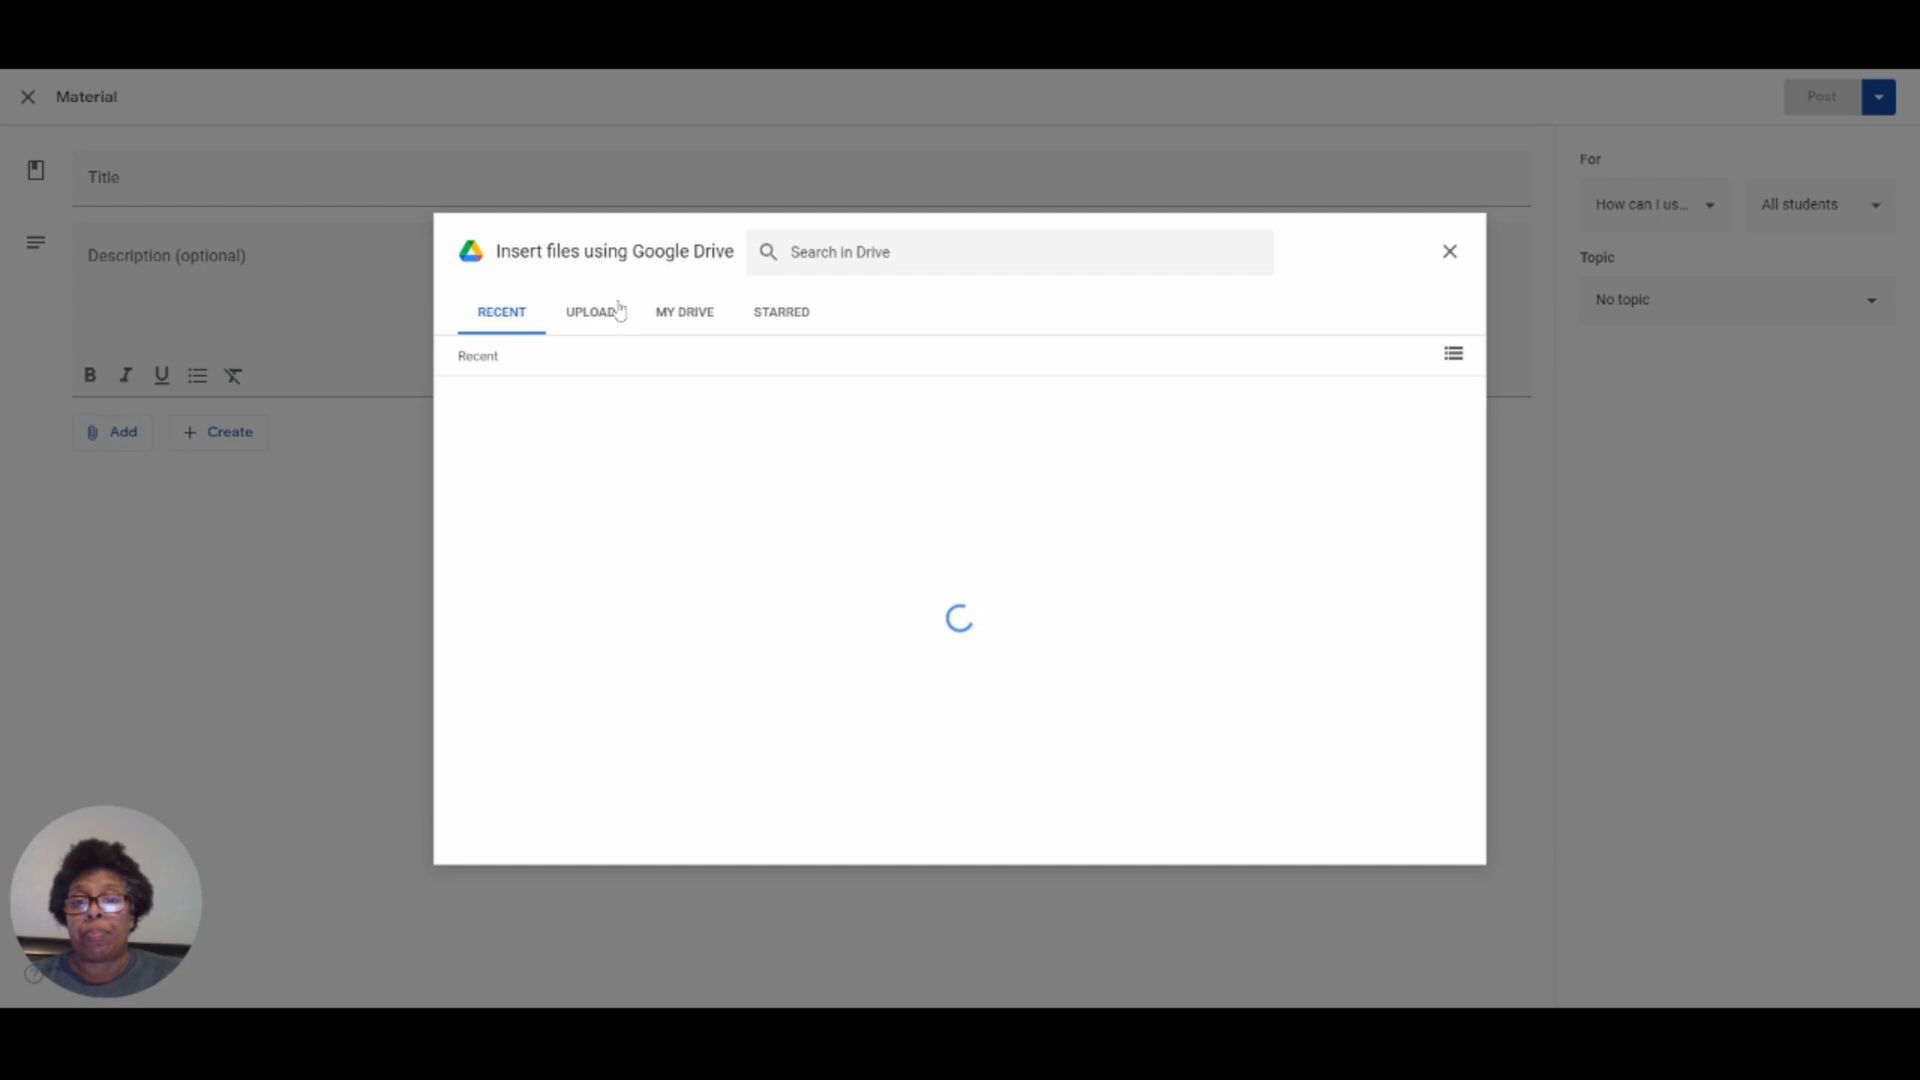 Material
Post
Title
Description (optional)
B I U
Add
Create
For
How can I us...
All students
Topic
No topic
Insert files using Google Drive
Search in Drive
RECENT
UPLOAD
MY DRIVE
STARRED
Recent